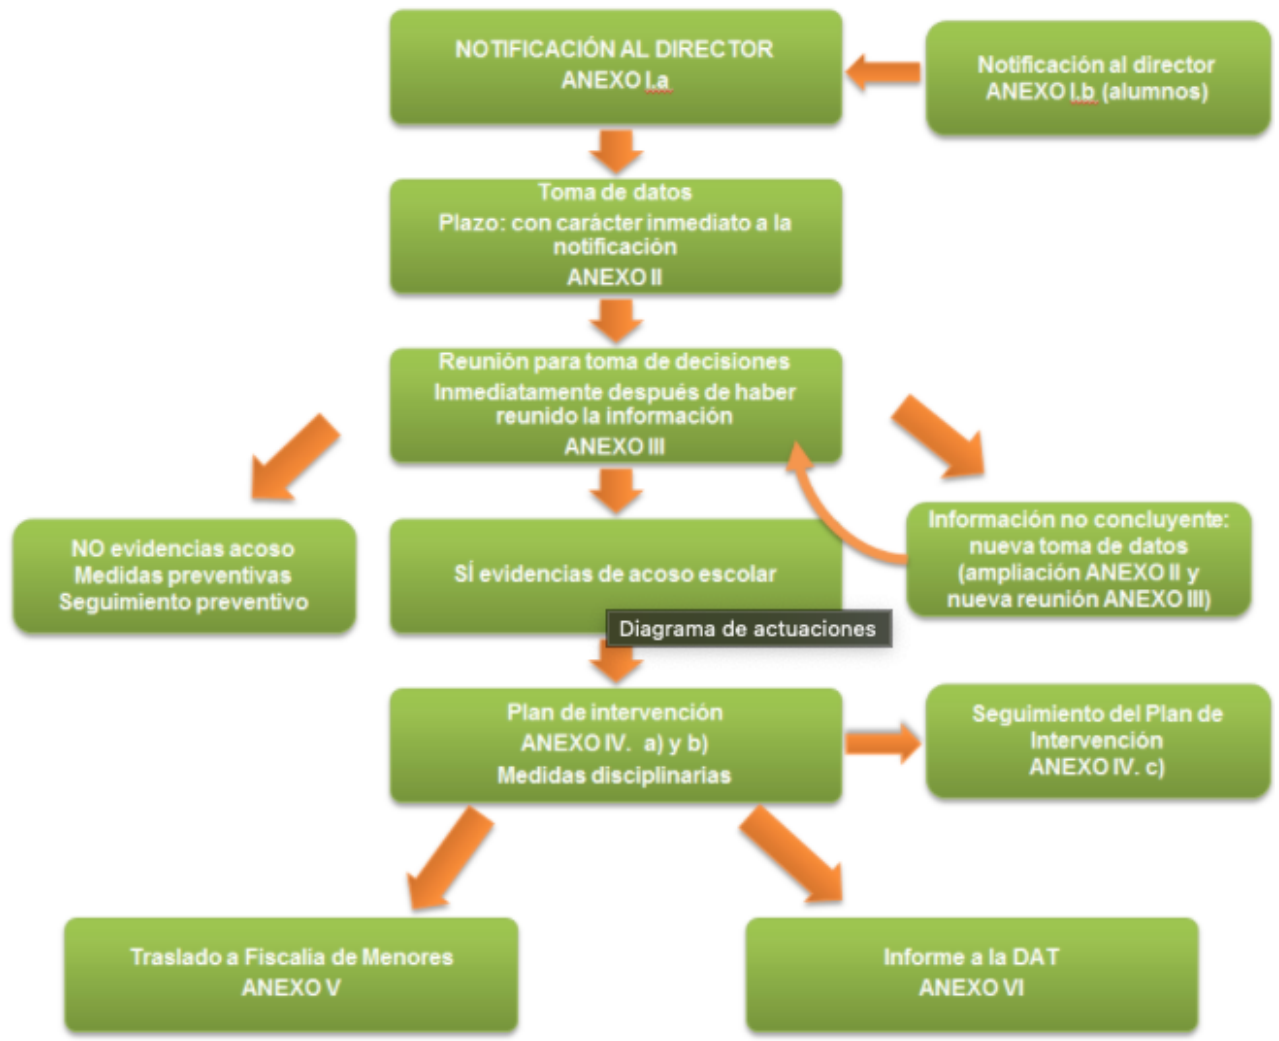 NOTIFICACIÓN AL DIRECTOR
ANEXO I.a
Notificación al director
ANEXO I.b (alumnos)
Toma de datos
Plazo: con carácter inmediato a la
notificación
ANEXO II
Reunión para toma de decisiones
Inmediatamente después de haber
reunido la información
ANEXO III
NO evidencias acoso
Medidas preventivas
Seguimiento preventivo
SÍ evidencias de acoso escolar
Información no concluyente:
nueva toma de datos
(ampliación ANEXO II y
nueva reunión ANEXO III)
Diagrama de actuaciones
Plan de intervención
ANEXO IV. a) y b)
Medidas disciplinarias
Seguimiento del Plan de
Intervención
ANEXO IV. c)
Traslado a Fiscalia de Menores
ANEXO V
Informe a la DAT
ANEXO VI